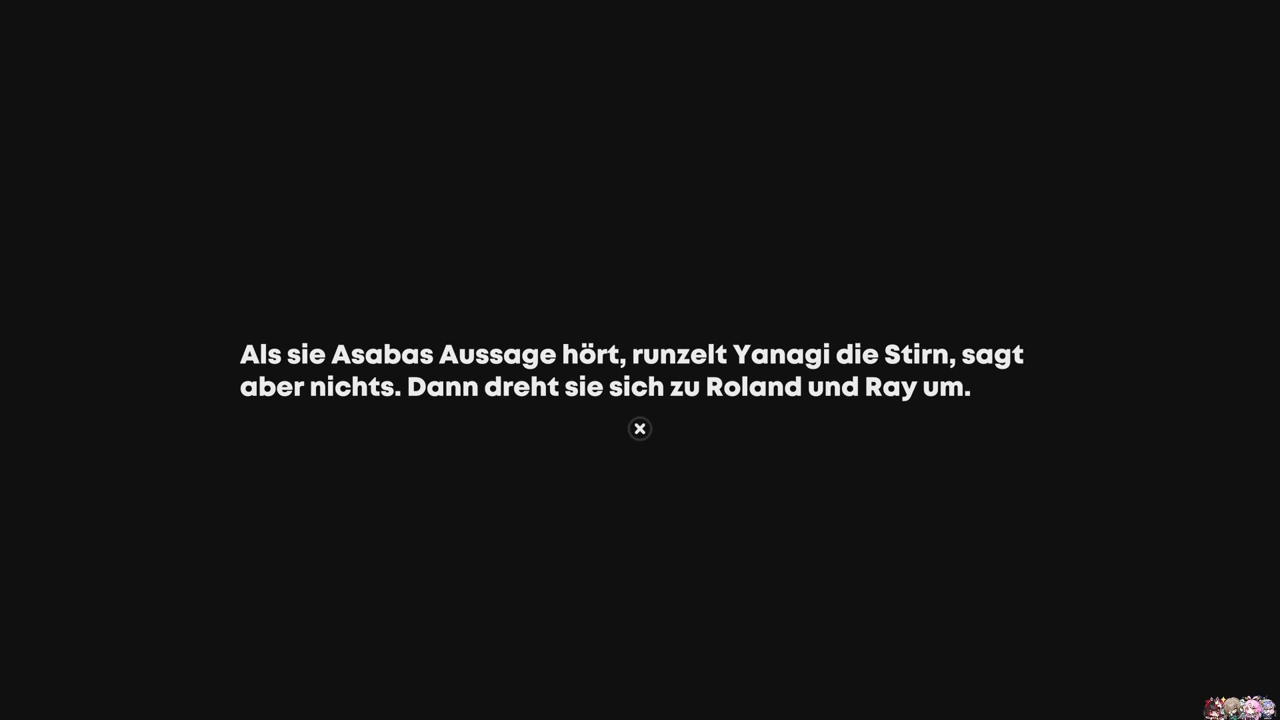 Als sie Asabas Aussage hört, runzelt Yanagi die Stirn, sagt
aber nichts. Dann dreht sie sich zu Roland und Ray um.